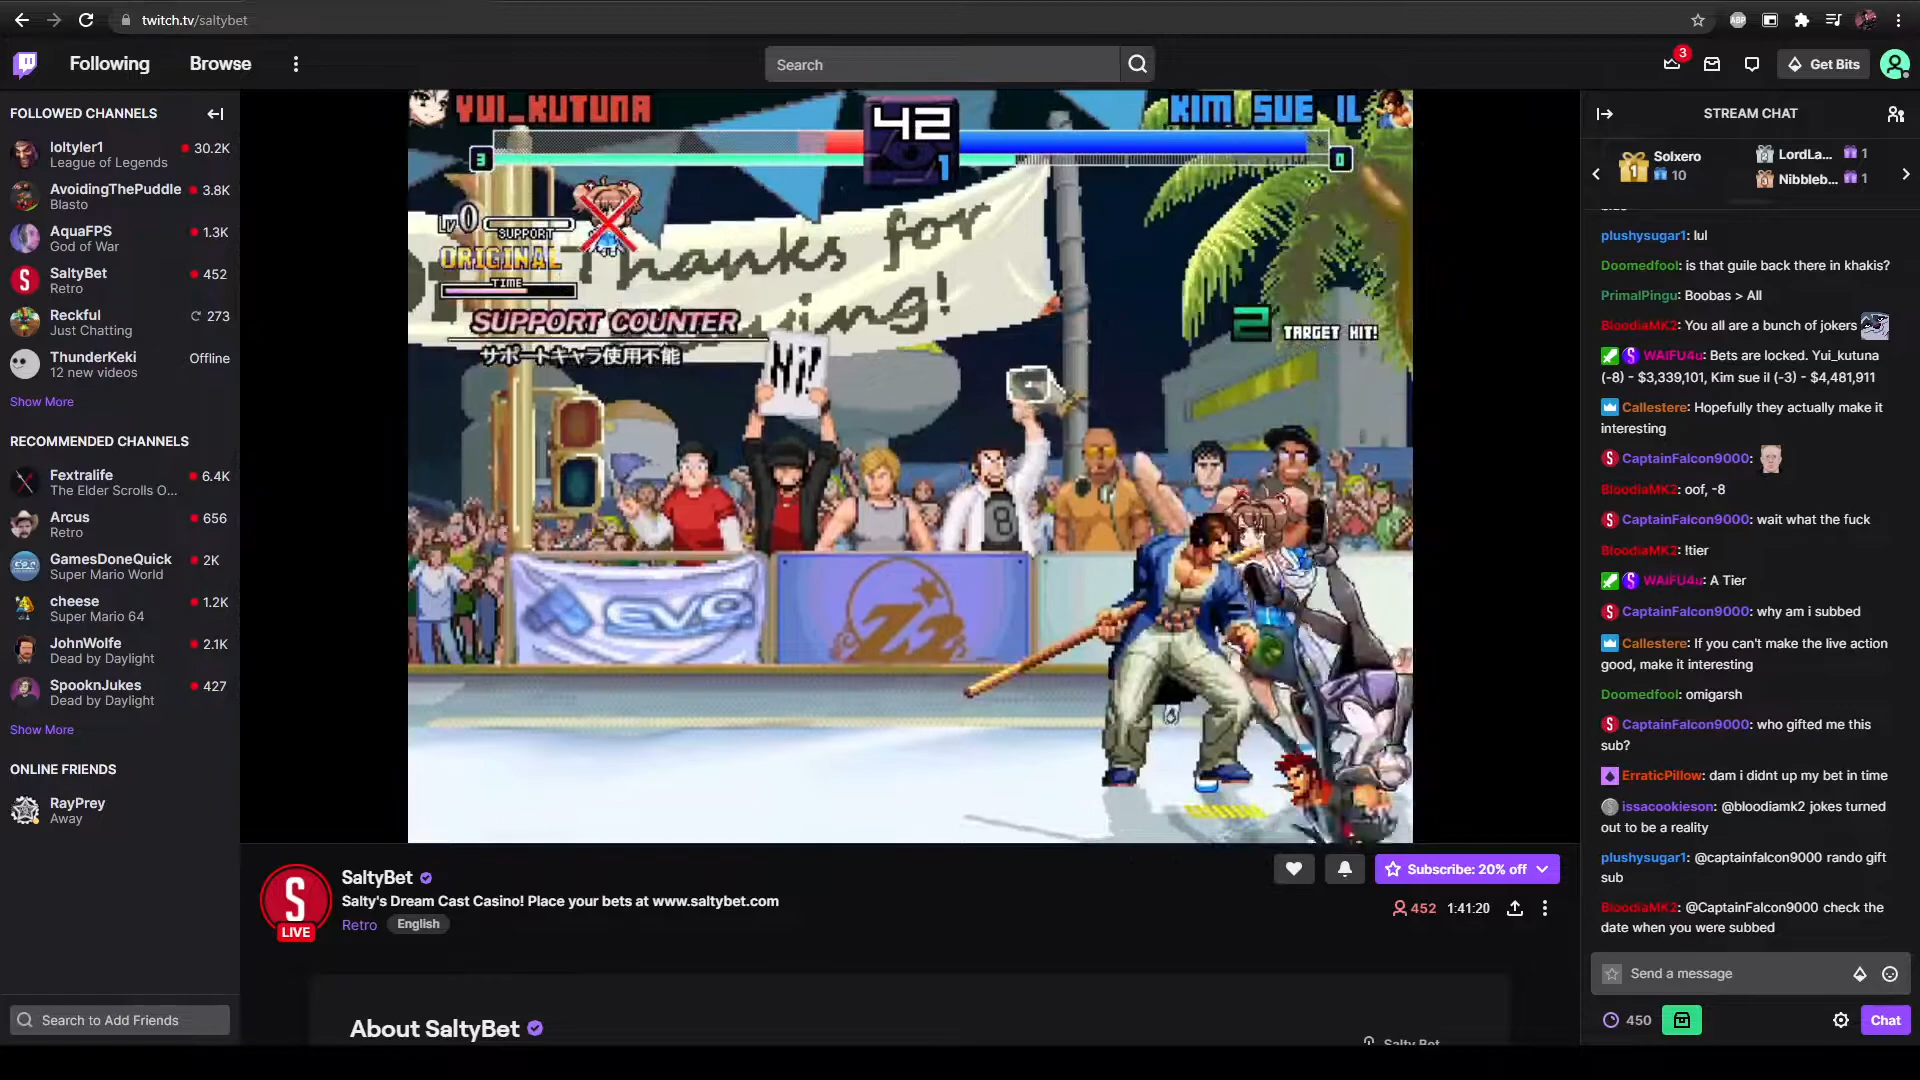 twitch.tv/saltybet
Following
Browse
Search
3
Get Bits
FOLLOWED CHANNELS
loltyler1
30.2K
League of Legends
AvoidingThePuddle
3.8K
Blasto
AquaFPS
1.3K
God of War
SaltyBet
452
Retro
Reckful
273
Just Chatting
ThunderKeki
Offline
12 new videos
Show More
RECOMMENDED CHANNELS
Fextralife
6.4K
The Elder Scrolls O...
Arcus
656
Retro
GamesDoneQuick
2K
Super Mario World
cheese
1.2K
Super Mario 64
JohnWolfe
2.1K
Dead by Daylight
SpooknJukes
427
Dead by Daylight
Show More
ONLINE FRIENDS
RayPrey
Away
Search to Add Friends
YUI_KUTUNA
42
KIM SUE IL
3
1
0
Lv0
SUPPORT
ORIGINAL
TIME
Thanks for
SUPPORT COUNTER
サポートキャラ使用不能
2 TARGET HIT!
8
EVO
LIVE
SaltyBet
Salty's Dream Cast Casino! Place your bets at www.saltybet.com
Retro
English
Subscribe: 20% off
452
1:41:20
About SaltyBet
Salty Bet
STREAM CHAT
1
Solxero
10
2
LordLa...
1
3
Nibbleb...
1
plushysugar1: lul
Doomedfool: is that guile back there in khakis?
PrimalPingu: Boobas > All
BloodiaMK2: You all are a bunch of jokers
WAIFU4u: Bets are locked. Yui_kutuna
(-8) - $3,339,101, Kim sue il (-3) - $4,481,911
Callestere: Hopefully they actually make it
interesting
CaptainFalcon9000:
BloodiaMK2: oof, -8
CaptainFalcon9000: wait what the fuck
BloodiaMK2: !tier
WAIFU4u: A Tier
CaptainFalcon9000: why am i subbed
Callestere: If you can't make the live action
good, make it interesting
Doomedfool: omigarsh
CaptainFalcon9000: who gifted me this
sub?
ErraticPillow: dam i didnt up my bet in time
issacookieson: @bloodiamk2 jokes turned
out to be a reality
plushysugar1: @captainfalcon9000 rando gift
sub
BloodiaMK2: @CaptainFalcon9000 check the
date when you were subbed
Send a message
450
Chat